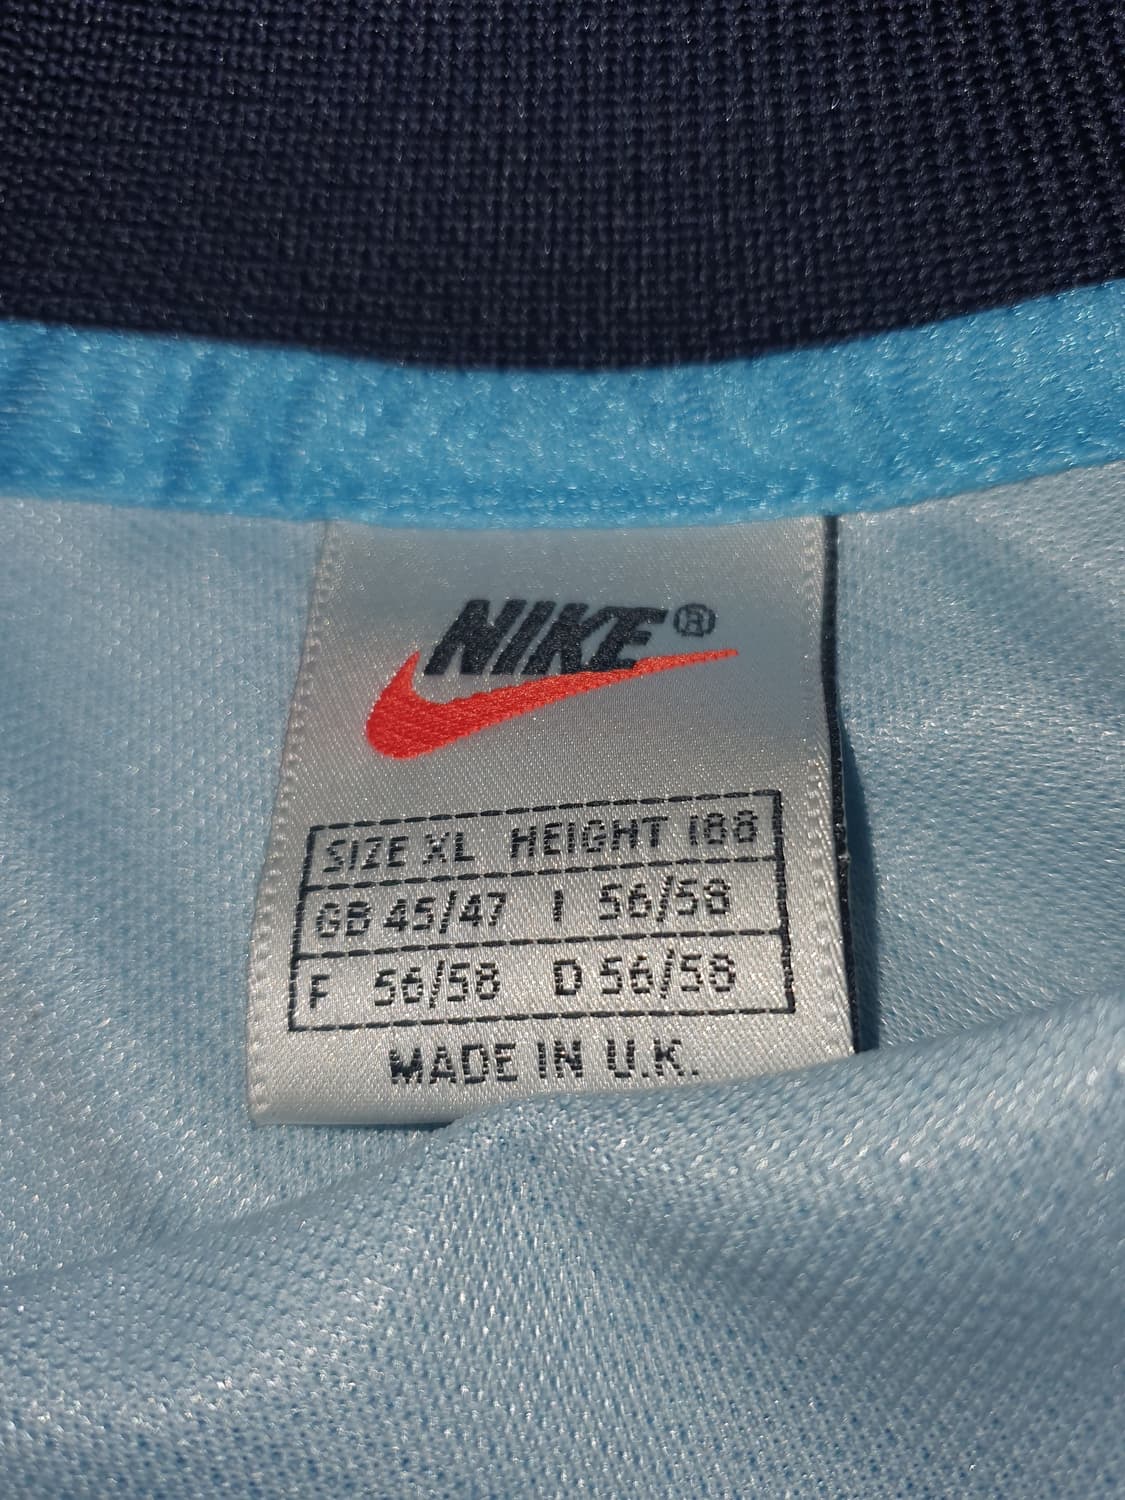 NIKE®
SIZE XL HEIGHT 188
GB 45/47 I 56/58
F 56/58 D 56/58
MADE IN U.K.